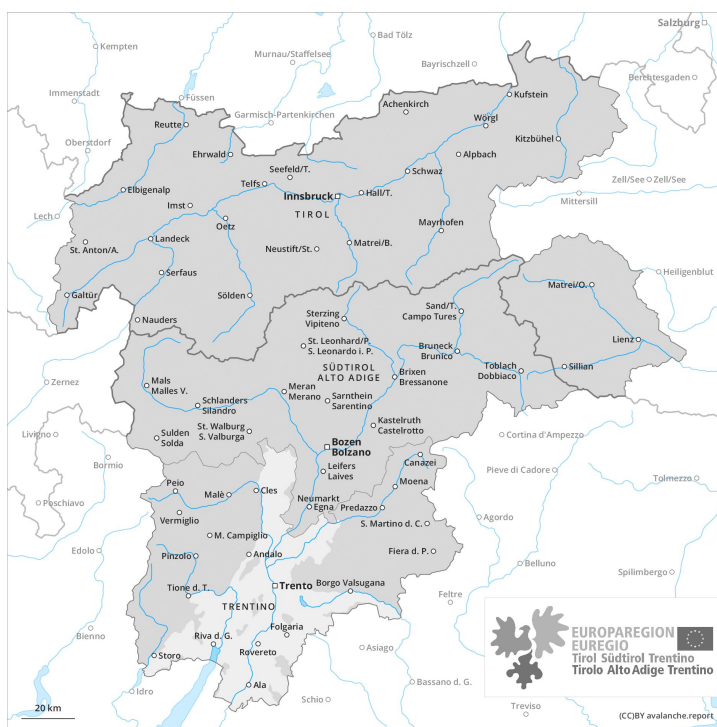 Salzburg
Bad Tölz
Kempten
Murnau/Staffelsee
Bayrischzell
Berchtesgaden
Immenstadt
Füssen
Achenkirch
Kufstein
Garmisch-Partenkirchen
Wörgl
Reutte
Kitzbühel
Oberstdorf
Ehrwald
Alpbach
Seefeld/T.
Schwaz
Zell/See
Zell/See
Telfs
Elbigenalp
Innsbruck
Hall/T.
Mittersill
Imst
TIROL
Lech
Oetz
Mayrhofen
Landeck
Neustift/St.
Matrei/B.
St. Anton/A.
Serfaus
Heiligenblut
Matrei/O.
Galtür
Sölden
Nauders
Sterzing
Vipiteno
Sand/T.
Campo Tures
St. Leonhard/P.
S. Leonardo i. P.
Lienz
Bruneck
Brunico
SÜDTIROL
ALTO ADIGE
Toblach
Dobbiaco
Sillian
Brixen
Bressanone
Zernez
Mals
Malles V.
Meran
Merano
Schlanders
Silandro
Sarnthein
Sarentino
St. Walburg
S. Valburga
Kastelruth
Castelrotto
Livigno
Sulden
Solda
Bozen
Bolzano
Cortina d'Ampezzo
Bormio
Leifers
Laives
Canazei
Pieve di Cadore
Peio
Tolmezzo
Malè
Cles
Moena
Poschiavo
Neumarkt
Egna
Predazzo
Vermiglio
S. Martino d. C.
Agordo
M. Campiglio
Edolo
Pinzolo
Andalo
Fiera d. P.
Belluno
Spilimbergo
Tione d. T.
Trento
Borgo Valsugana
Feltre
TRENTINO
Bienno
Folgaria
Riva d. G.
Rovereto
Asiago
Storo
Idro
Ala
Bassano d. G.
Schio
Treviso
EUROPAREGION
EUREGIO
Tirol Südtirol Trentino
Tirolo Alto Adige Trentino
20 km
(CC)BY avalanche.report